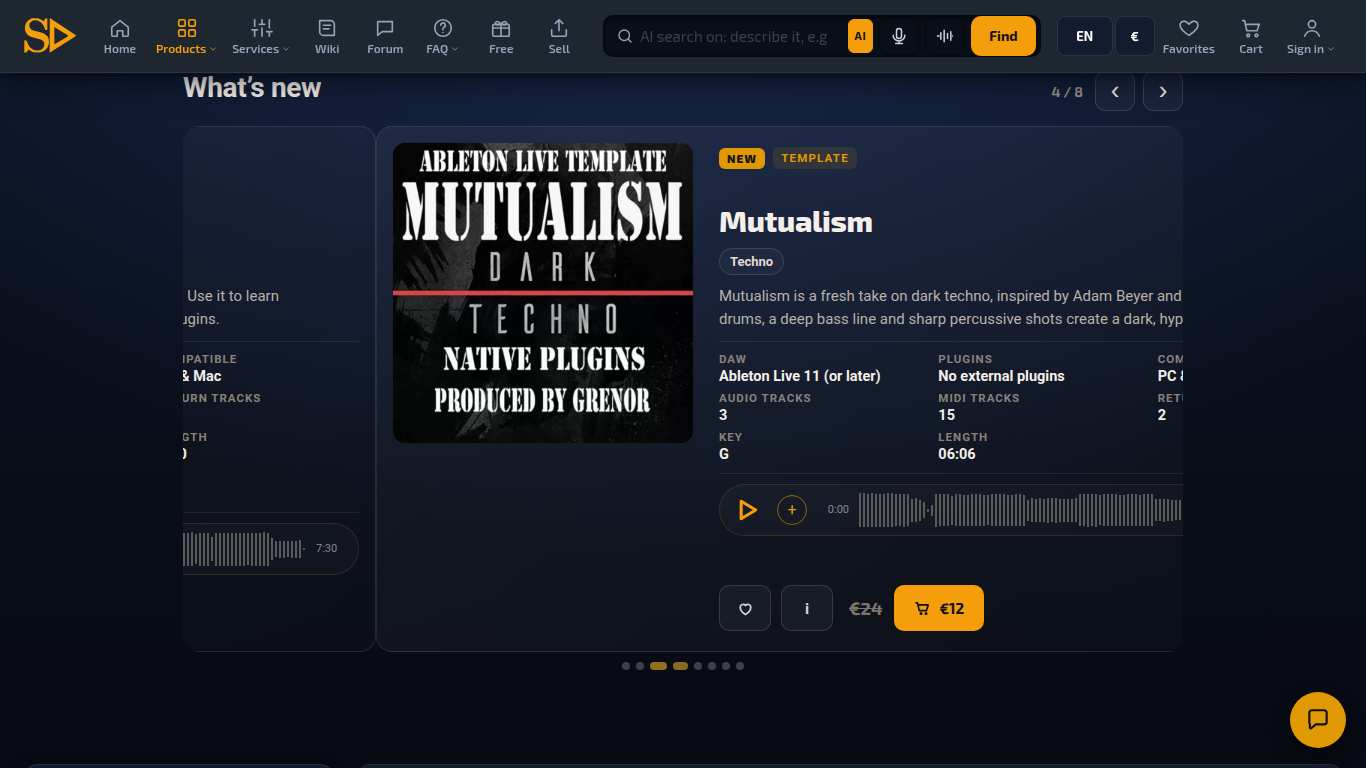 Home
Products
Services
Wiki
Forum
FAQ
Free
Sell
AI search on: describe it, e.g
AI
Find
EN
€
Favorites
Cart
Sign in
What's new
4 / 8
Use it to learn
& Mac
URN TRACKS
7:30
ABLETON LIVE TEMPLATE
MUTUALISM
DARK
TECHNO
NATIVE PLUGINS
PRODUCED BY GRENOR
NEW
TEMPLATE
Mutualism
Techno
Mutualism is a fresh take on dark techno, inspired by Adam Beyer and
drums, a deep bass line and sharp percussive shots create a dark, hyp
DAW
Ableton Live 11 (or later)
PLUGINS
No external plugins
COM
PC &
AUDIO TRACKS
3
MIDI TRACKS
15
RET
2
KEY
G
LENGTH
06:06
0:00
i
€24
€12